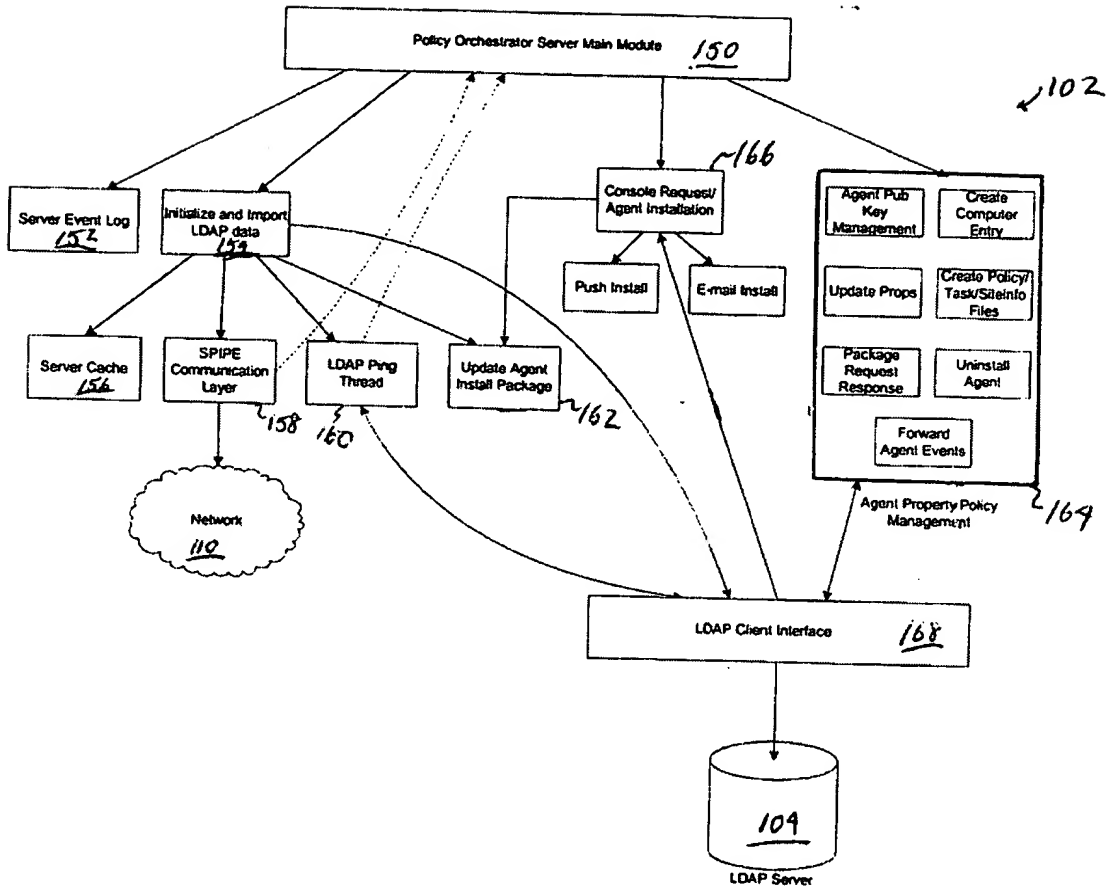 Policy Orchestrator Server Main Module 150
102
166
Server Event Log
152
Initialize and Import
LDAP data
154
Console Request/
Agent Installation
Agent Pub
Key
Management
Create
Computer
Entry
Push Install
E-mail Install
Update Props
Create Policy/
Task/SiteInfo
Files
Server Cache
156
SPIPE
Communication
Layer
158
LDAP Ping
Thread
160
Update Agent
Install Package
162
Package
Request
Response
Uninstall
Agent
Forward
Agent Events
164
Agent Property Policy
Management
Network
110
LDAP Client Interface 168
104
LDAP Server